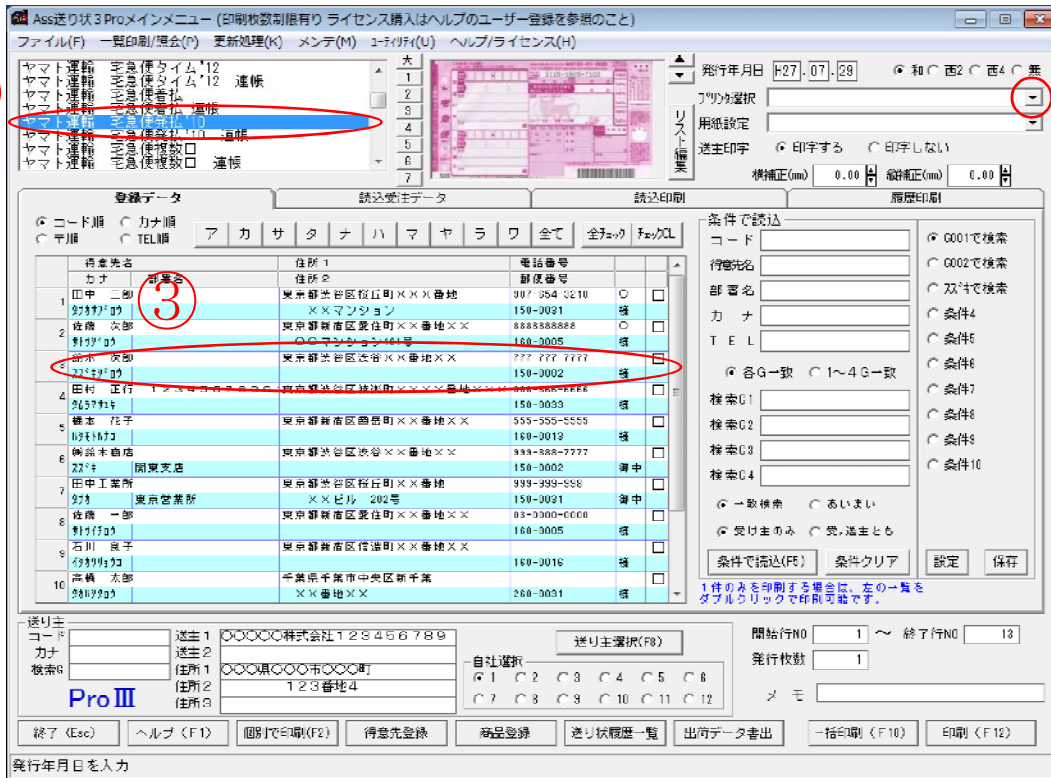 Ass送り状３Proメインメニュー (印刷枚数制限有り ライセンス購入はヘルプのユーザー登録を参照のこと)
ファイル(F) 一覧印刷/照会(P) 更新処理(K) メンテ(M) ﾕｰﾃｨﾘﾃｨ(U) ヘルプ/ライセンス(H)
ヤマト運輸 宅急便タイム'12
ヤマト運輸 宅急便タイム'12 連帳
ヤマト運輸 宅急便着払
ヤマト運輸 宅急便着払 連帳
ヤマト運輸 宅急便発払'10
ヤマト運輸 宅急便発払'10 連帳
ヤマト運輸 宅急便複数口
ヤマト運輸 宅急便複数口 連帳
大
1
2
3
4
5
6
7
リスト編集
発行年月日 H27.07.29 和 西2 西4 無
ﾌﾟﾘﾝﾀ選択
用紙設定
送主印字 印字する 印字しない
横補正(mm) 0.00 縦補正(mm) 0.00
登録データ 読込受注データ 読込印刷 履歴印刷
コード順 カナ順
〒順 TEL順
ア カ サ タ ナ ハ マ ヤ ラ ワ 全て 全ﾁｪｯｸ ﾁｪｯｸCL
得意先名 住所１ 電話番号
カナ 部署名 住所２ 郵便番号
③
1 田中 二郎 東京都渋谷区桜丘町×××番地 987-654-3210 ○
ﾀﾅｶｼﾞﾛｳ ××マンション 150-0031 様
2 佐藤 次郎 東京都新宿区愛住町××番地×× 8888888888 ○
ｻﾄｳｼﾞﾛｳ ○○マンション101号 160-0005 様
3 鈴木 次郎 東京都渋谷区渋谷××番地×× 777-777-7777
ｽｽﾞｷｼﾞﾛｳ 150-0002 様
4 田村 正行
ﾀﾑﾗﾏｻﾕｷ 150-0033 様
5 橋本 花子 555-555-5555
ﾊｼﾓﾄﾊﾅｺ 160-0013 様
6 ㈱鈴木商店 東京都渋谷区渋谷××番地×× 999-888-7777
ｽｽﾞｷ 関東支店 150-0002 御中
7 田中工業所 東京都渋谷区桜丘町××番地 999-999-998
ﾀﾅｶ 東京営業所 ××ビル 202号 150-0031 御中
8 佐藤 一郎 東京都新宿区愛住町××番地×× 03-0000-0000
ｻﾄｳｲﾁﾛｳ 160-0005 様
9 石川 良子 東京都新宿区信濃町××番地××
ｲｼｶﾜﾘｮｳｺ 160-0016 様
10 高橋 太郎 千葉県千葉市中央区新千葉
ﾀｶﾊｼﾀﾛｳ ××番地×× 260-0031 様
条件で読込
コード
得意先名
部署名
カナ
ＴＥＬ
各G一致 1～4G一致
検索G1
検索G2
検索G3
検索G4
一致検索 あいまい
受け主のみ 受,送主とも
条件で読込(F5) 条件クリア
G001で検索
G002で検索
ｽｽﾞｷで検索
条件4
条件5
条件6
条件7
条件8
条件9
条件10
設定 保存
1件のみを印刷する場合は、左の一覧を
ダブルクリックで印刷可能です。
送り主
コード
カナ
検索G
ProⅢ
送主1 ○○○○○株式会社１２３４５６７８９
送主2
住所1 ○○○県○○○市○○○町
住所2 １２３番地４
住所3
送り主選択(F8)
自社選択
1 2 3 4 5 6
7 8 9 10 11 12
開始行NO 1 ～ 終了行NO 13
発行枚数 1
メモ
終了 (Esc) ヘルプ (F1) 個別で印刷(F2) 得意先登録 商品登録 送り状履歴一覧 出荷データ書出 一括印刷 (F10) 印刷 (F12)
発行年月日を入力